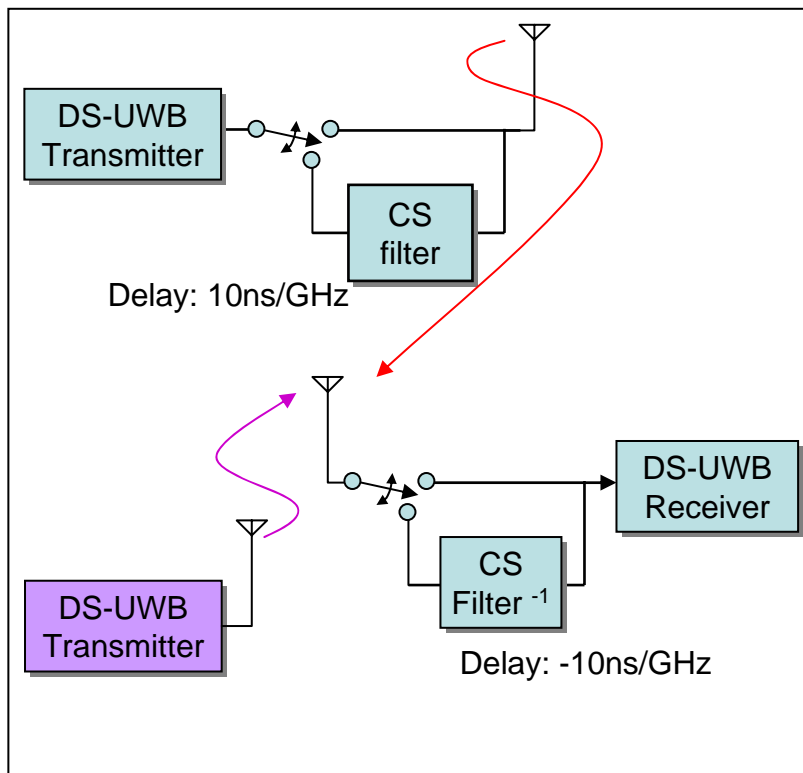 DS-UWB
Transmitter
CS
filter
Delay: 10ns/GHz
DS-UWB
Receiver
CS
Filter -1
DS-UWB
Transmitter
Delay: -10ns/GHz